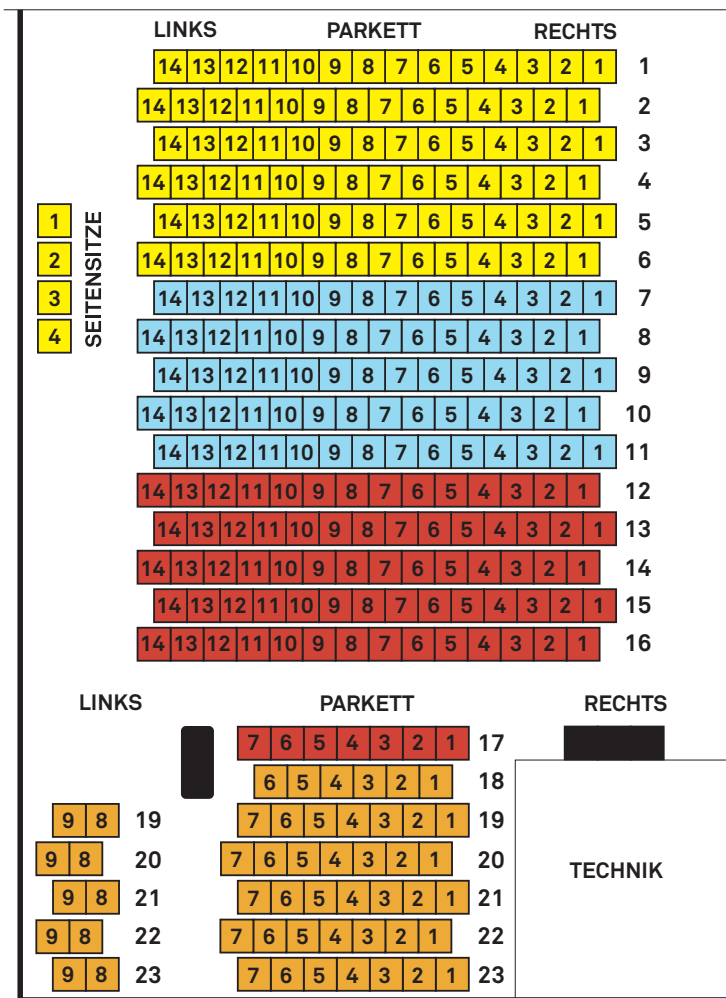 LINKS PARKETT RECHTS
14 13 12 11 10 9 8 7 6 5 4 3 2 1 1
14 13 12 11 10 9 8 7 6 5 4 3 2 1 2
14 13 12 11 10 9 8 7 6 5 4 3 2 1 3
14 13 12 11 10 9 8 7 6 5 4 3 2 1 4
1 14 13 12 11 10 9 8 7 6 5 4 3 2 1 5
2 14 13 12 11 10 9 8 7 6 5 4 3 2 1 6
3 14 13 12 11 10 9 8 7 6 5 4 3 2 1 7
4 14 13 12 11 10 9 8 7 6 5 4 3 2 1 8
SEITENSITZE
14 13 12 11 10 9 8 7 6 5 4 3 2 1 9
14 13 12 11 10 9 8 7 6 5 4 3 2 1 10
14 13 12 11 10 9 8 7 6 5 4 3 2 1 11
14 13 12 11 10 9 8 7 6 5 4 3 2 1 12
14 13 12 11 10 9 8 7 6 5 4 3 2 1 13
14 13 12 11 10 9 8 7 6 5 4 3 2 1 14
14 13 12 11 10 9 8 7 6 5 4 3 2 1 15
14 13 12 11 10 9 8 7 6 5 4 3 2 1 16
LINKS PARKETT RECHTS
7 6 5 4 3 2 1 17
6 5 4 3 2 1 18
9 8 19 7 6 5 4 3 2 1 19
9 8 20 7 6 5 4 3 2 1 20
TECHNIK
9 8 21 7 6 5 4 3 2 1 21
9 8 22 7 6 5 4 3 2 1 22
9 8 23 7 6 5 4 3 2 1 23